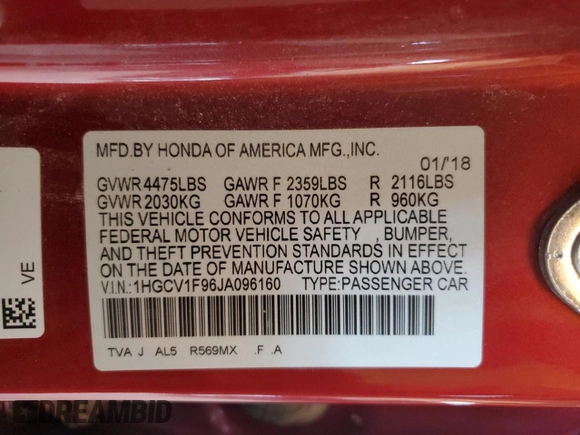 MFD.BY HONDA OF AMERICA MFG.,INC.
01/'18
GVWR 4475LBS GAWR F 2359LBS R 2116LBS
GVWR 2030KG GAWR F 1070KG R 960KG
THIS VEHICLE CONFORMS TO ALL APPLICABLE
FEDERAL MOTOR VEHICLE SAFETY , BUMPER,
AND THEFT PREVENTION STANDARDS IN EFFECT
ON THE DATE OF MANUFACTURE SHOWN ABOVE.
V.I.N.:1HGCV1F96JA096160 TYPE:PASSENGER CAR
TVA J AL5 R569MX .F .A
VE
DREAMBID